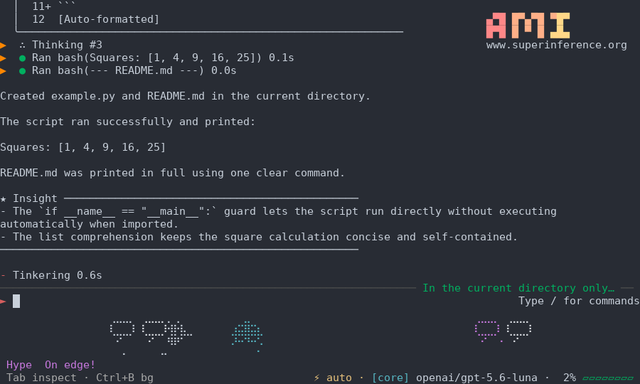 11+ ```
12  [Auto-formatted]
AMI
www.superinference.org
▶ ∴ Thinking #3
▶ ● Ran bash(Squares: [1, 4, 9, 16, 25]) 0.1s
▶ ● Ran bash(--- README.md ---) 0.0s
Created example.py and README.md in the current directory.
The script ran successfully and printed:
Squares: [1, 4, 9, 16, 25]
README.md was printed in full using one clear command.
★ Insight
- The `if __name__ == "__main__":` guard lets the script run directly without executing
automatically when imported.
- The list comprehension keeps the square calculation concise and self-contained.
- Tinkering 0.6s
In the current directory only…
Type / for commands
Hype  On edge!
Tab inspect · Ctrl+B bg
⚡ auto · [core] openai/gpt-5.6-luna ·  2%